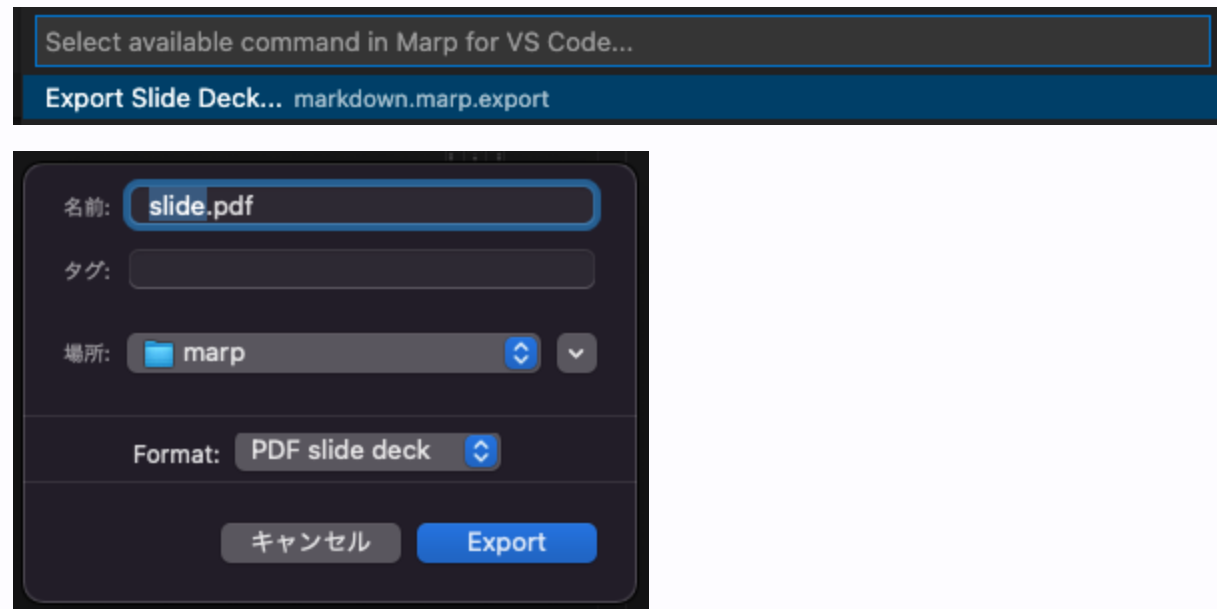 Select available command in Marp for VS Code...
Export Slide Deck... markdown.marp.export
名前: slide.pdf
タグ:
場所: marp
Format: PDF slide deck
キャンセル Export